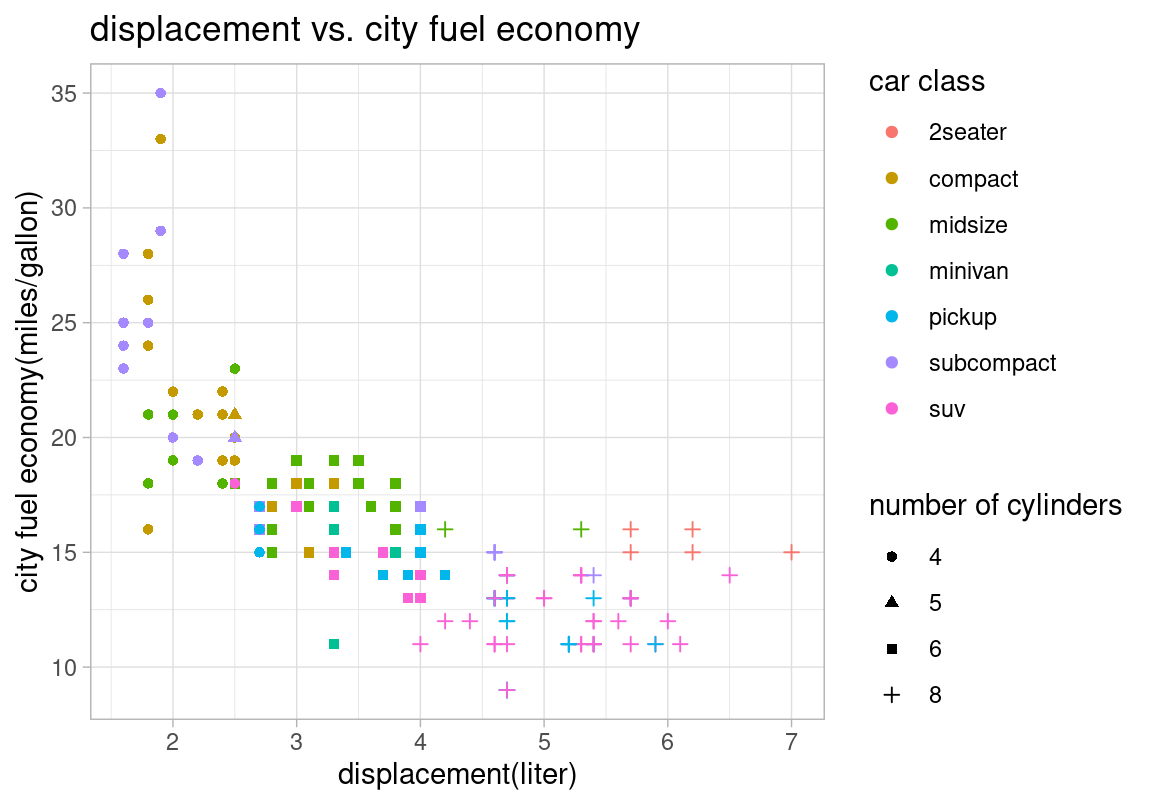 displacement vs. city fuel economy
city fuel economy(miles/gallon)
35
30
25
20
15
10
2 3 4 5 6 7
displacement(liter)
car class
2seater
compact
midsize
minivan
pickup
subcompact
suv
number of cylinders
4
5
6
8